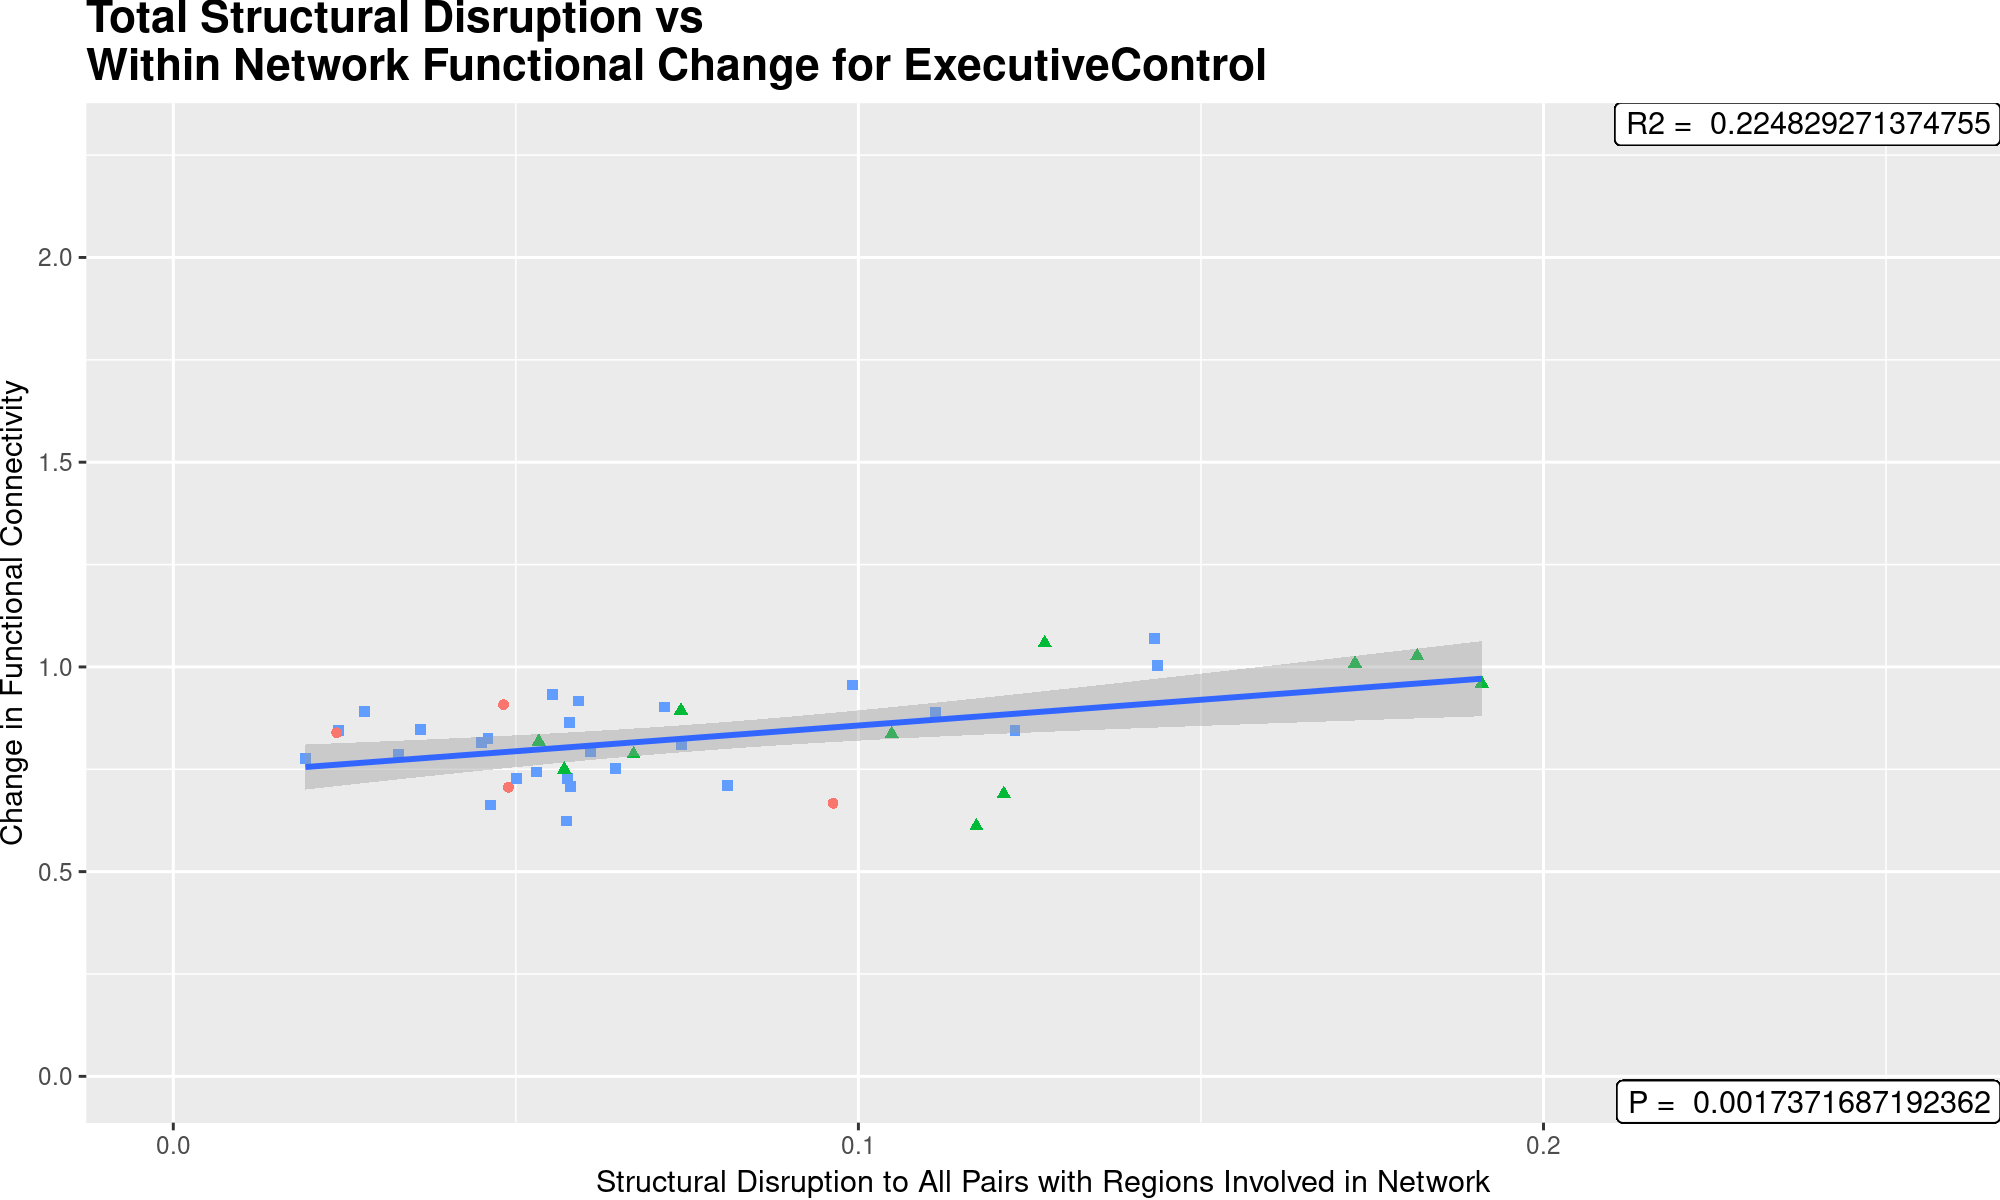 Total Structural Disruption vs
Within Network Functional Change for ExecutiveControl
R2 =  0.224829271374755
2.0
1.5
1.0
0.5
0.0
Change in Functional Connectivity
P =  0.0017371687192362
0.0
0.1
0.2
Structural Disruption to All Pairs with Regions Involved in Network